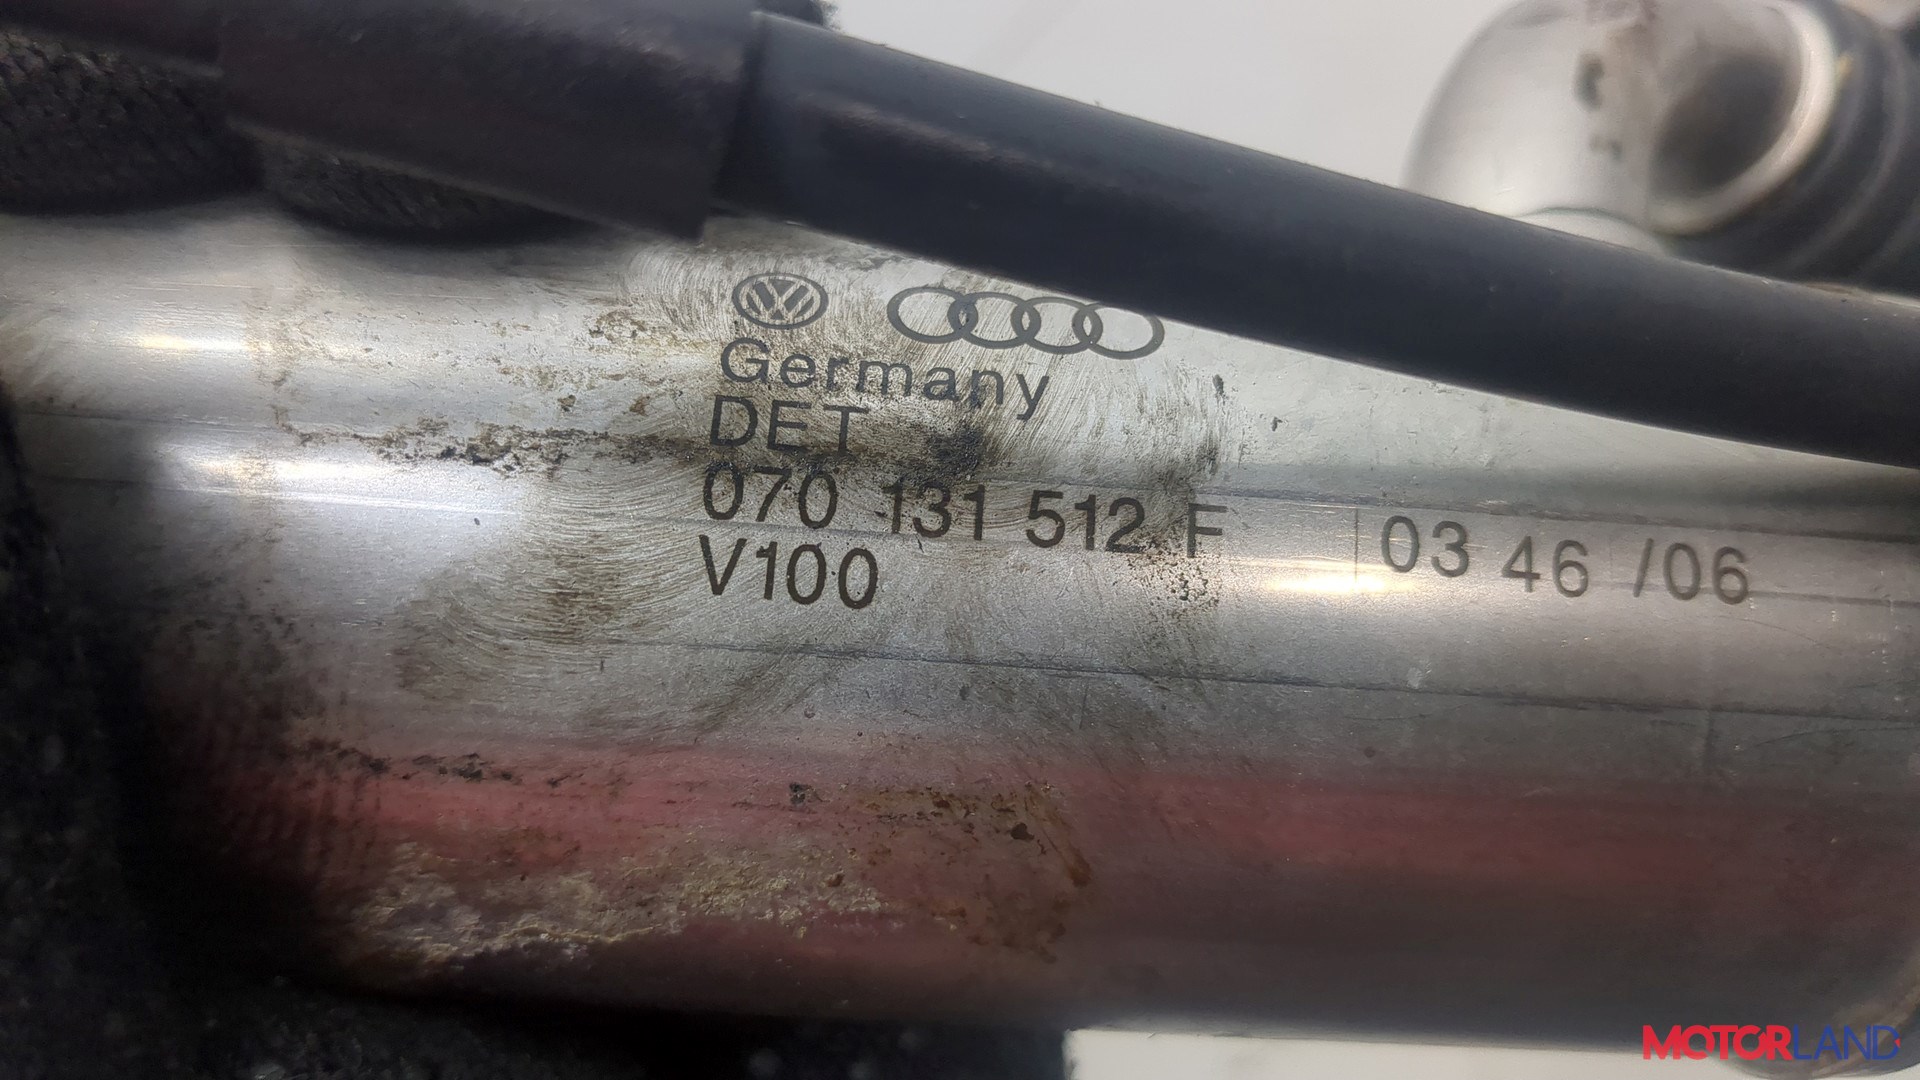 Germany
DET
070 131 512 F
V100
03 46 /06
MOTORLAND